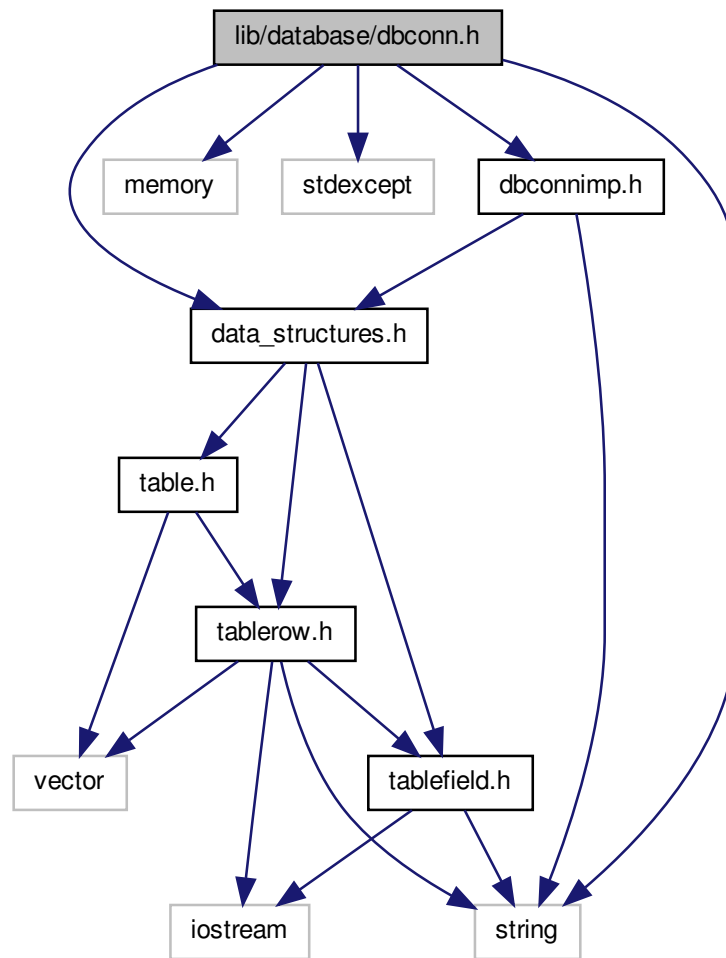 lib/database/dbconn.h
memory
stdexcept
dbconnimp.h
data_structures.h
table.h
tablerow.h
vector
tablefield.h
iostream
string